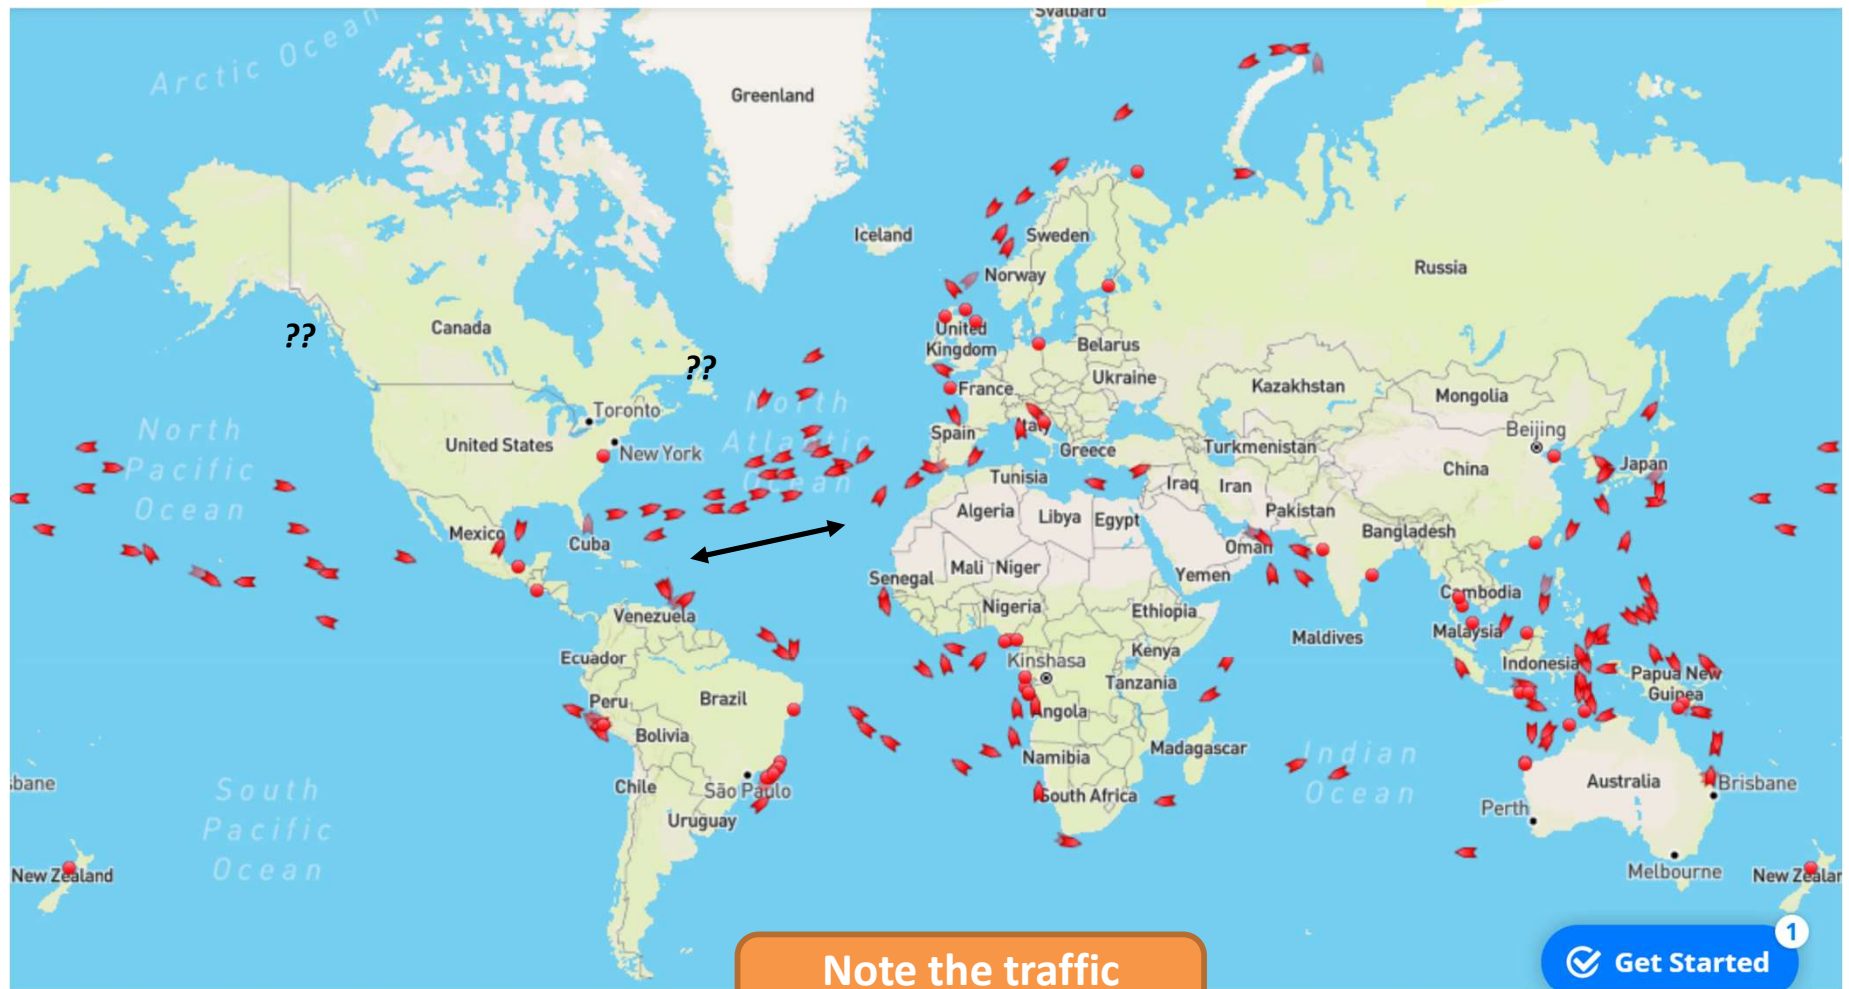 Svalbard
Arctic Ocean
Greenland
Iceland
Sweden
Norway
Russia
??
Canada
United
Kingdom
Belarus
??
Ukraine
France
Kazakhstan
Mongolia
North
Atlantic
Ocean
Toronto
North
Pacific
Ocean
United States
New York
Spain
Italy
Greece
Turkmenistan
Beijing
China
Japan
Tunisia
Iraq
Iran
Algeria
Libya
Egypt
Pakistan
Mexico
Cuba
Bangladesh
Oman
Mali
Niger
Senegal
Yemen
Cambodia
Venezuela
Nigeria
Ethiopia
Maldives
Malaysia
Ecuador
Kinshasa
Kenya
Indonesia
Papua New
Guinea
Peru
Brazil
Tanzania
Angola
Bolivia
Namibia
Madagascar
Indian
Ocean
sbane
Chile
São Paulo
South Africa
Australia
Brisbane
South
Pacific
Ocean
Uruguay
Perth
New Zealand
Melbourne
New Zealar
Note the traffic
1
Get Started